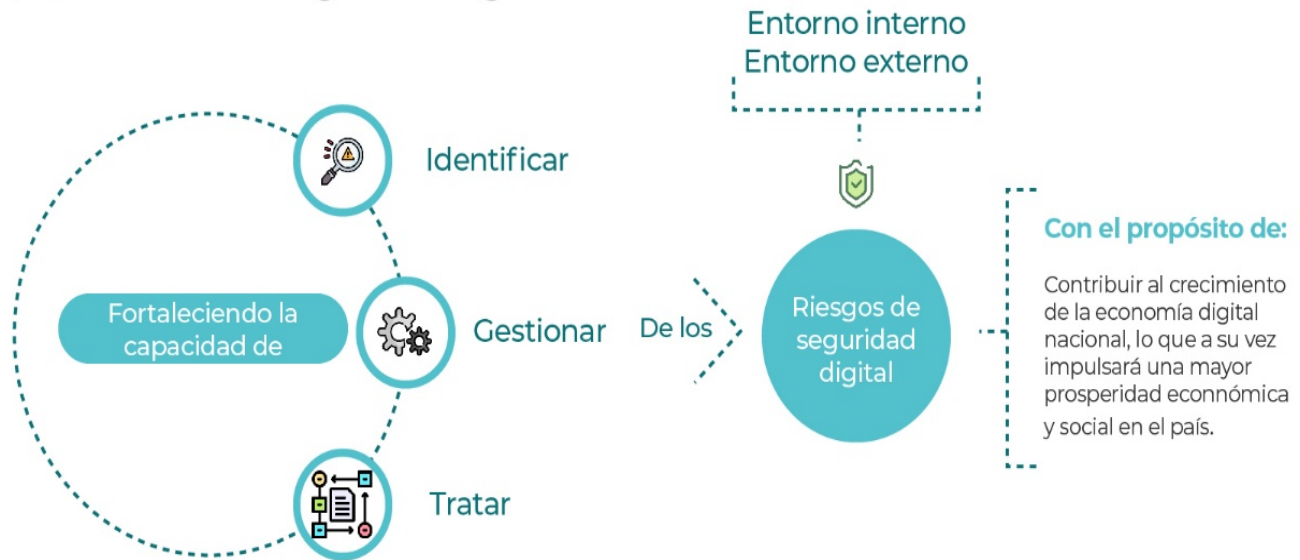 Entorno interno
Entorno externo
Identificar
Fortaleciendo la
capacidad de
Gestionar
De los
Riesgos de
seguridad
digital
Tratar
Con el propósito de:
Contribuir al crecimiento
de la economía digital
nacional, lo que a su vez
impulsará una mayor
prosperidad econnómica
y social en el país.